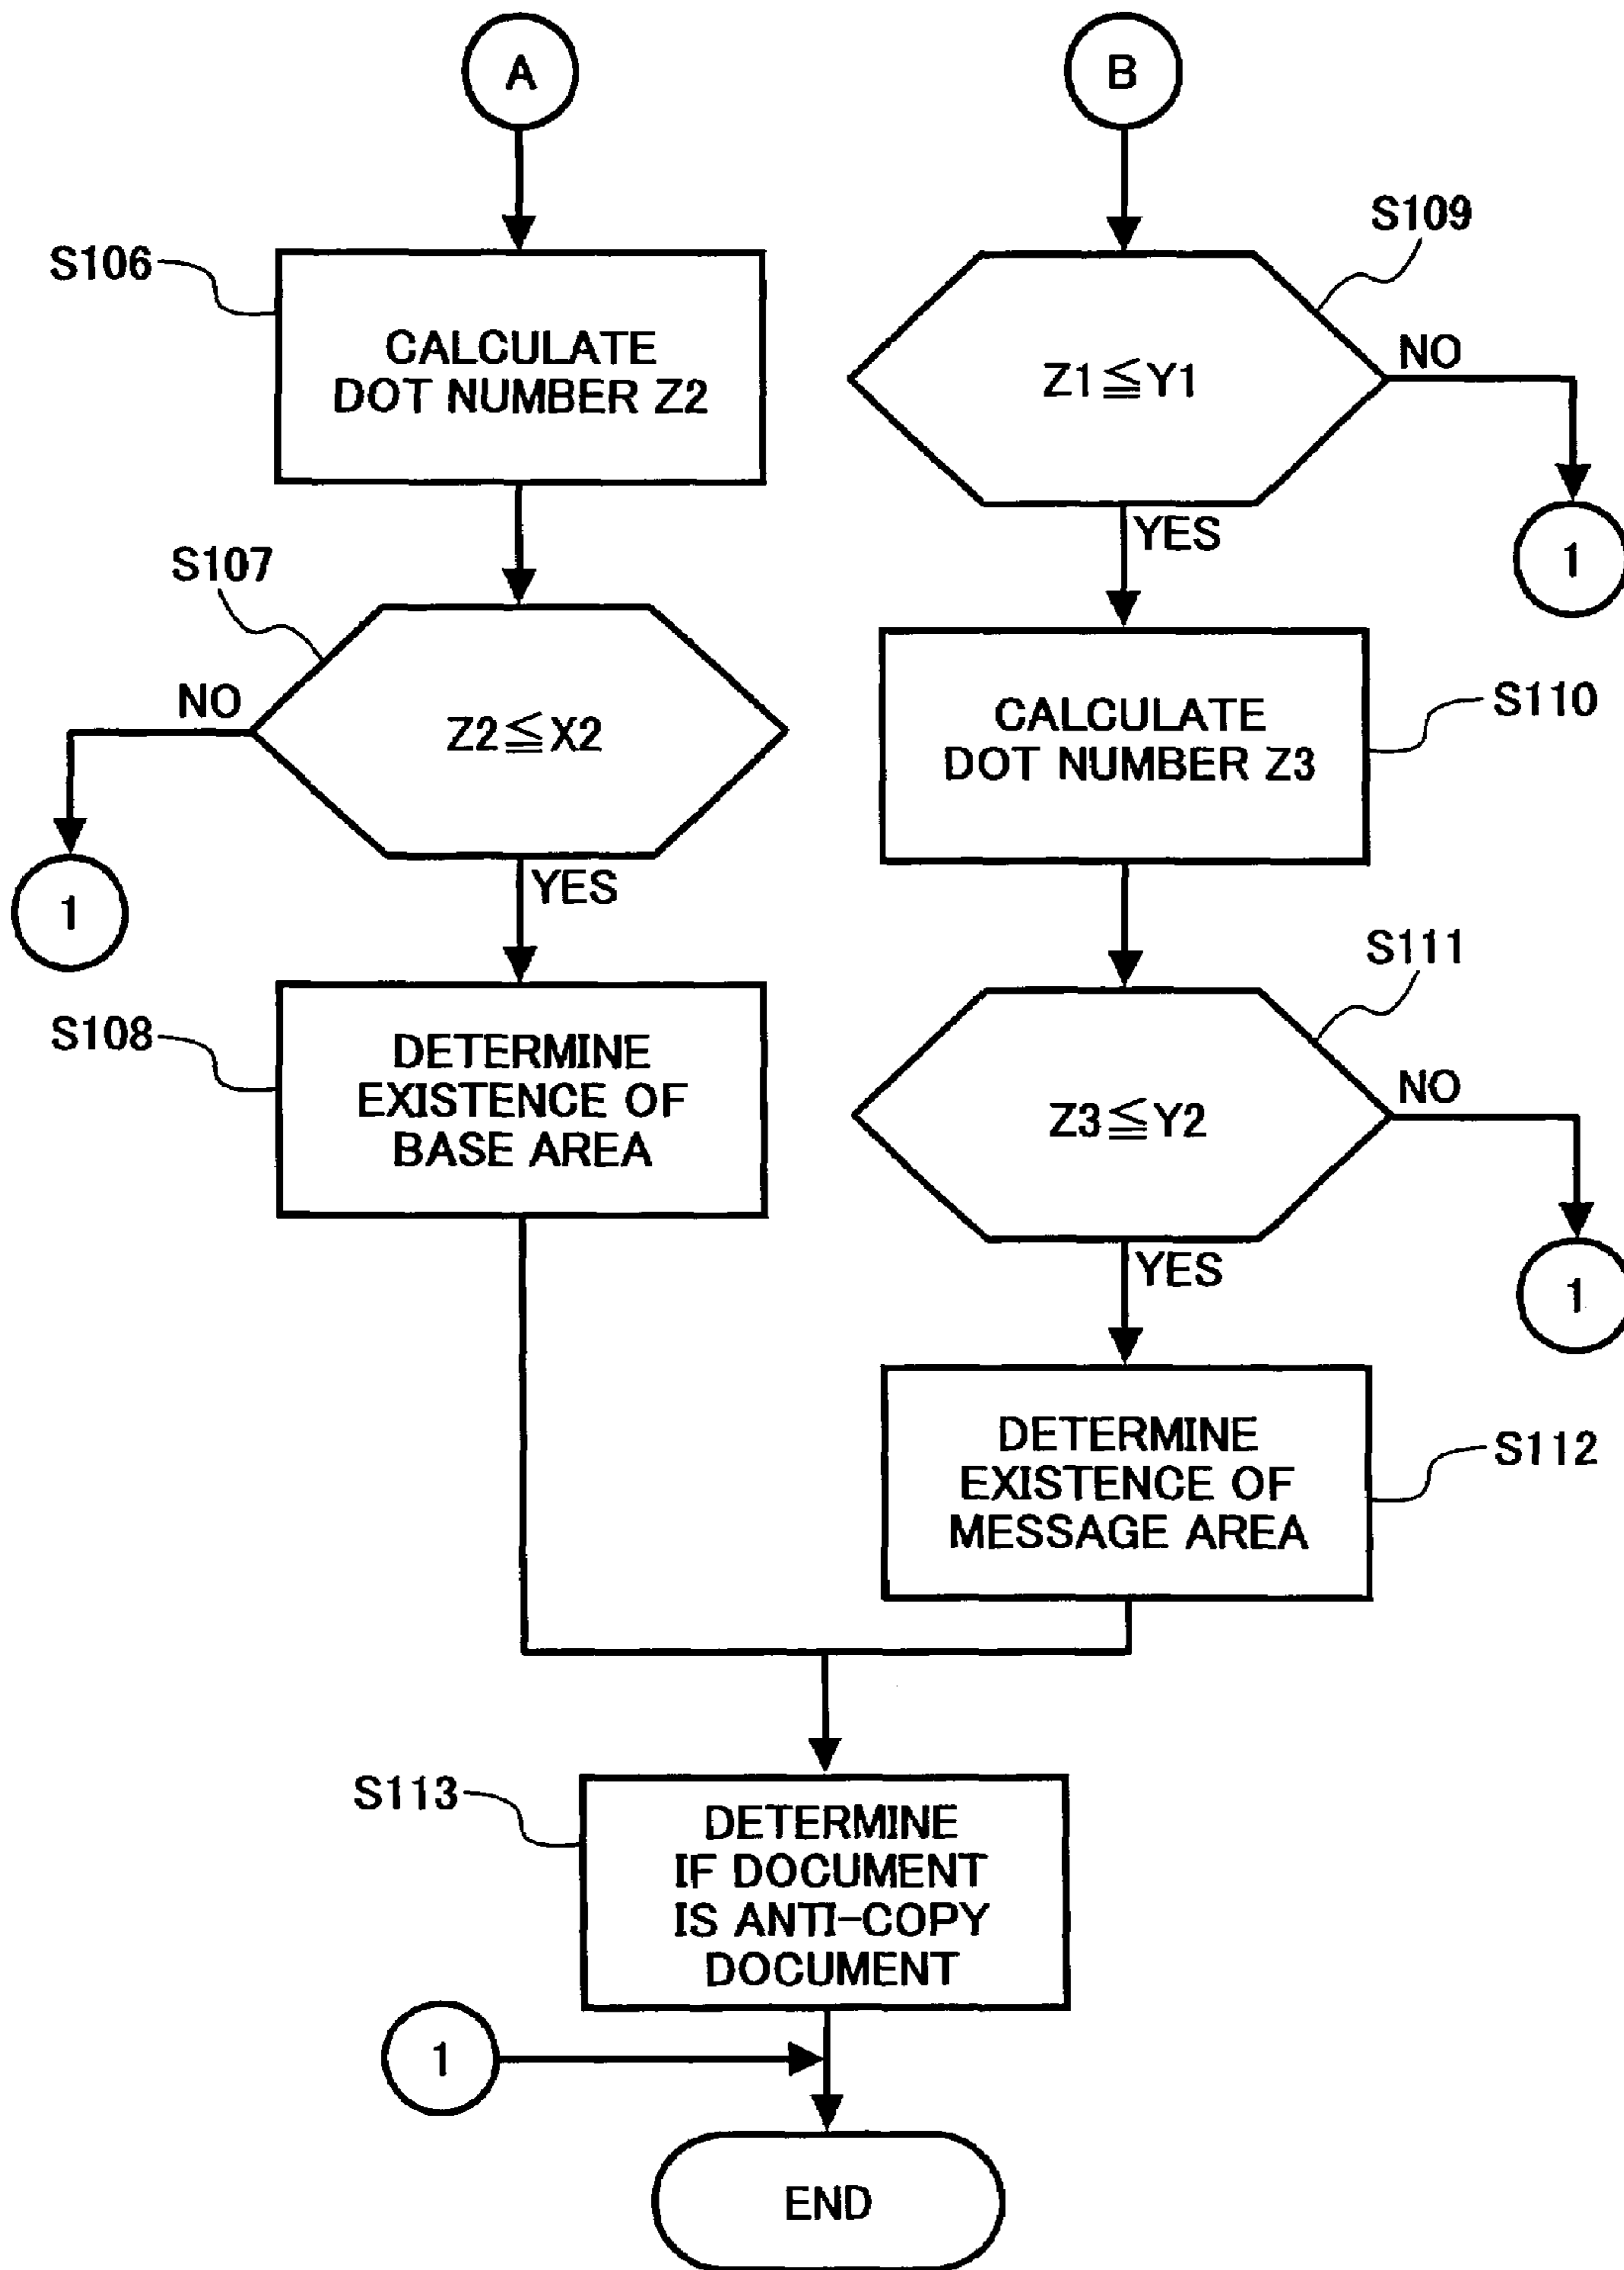 A
S106
CALCULATE
DOT NUMBER Z2
S107
Z2≦X2
NO
1
YES
S108
DETERMINE
EXISTENCE OF
BASE AREA
B
S109
Z1≦Y1
NO
1
YES
CALCULATE
DOT NUMBER Z3
S110
S111
Z3≦Y2
NO
1
YES
DETERMINE
EXISTENCE OF
MESSAGE AREA
S112
S113
DETERMINE
IF DOCUMENT
IS ANTI-COPY
DOCUMENT
1
END